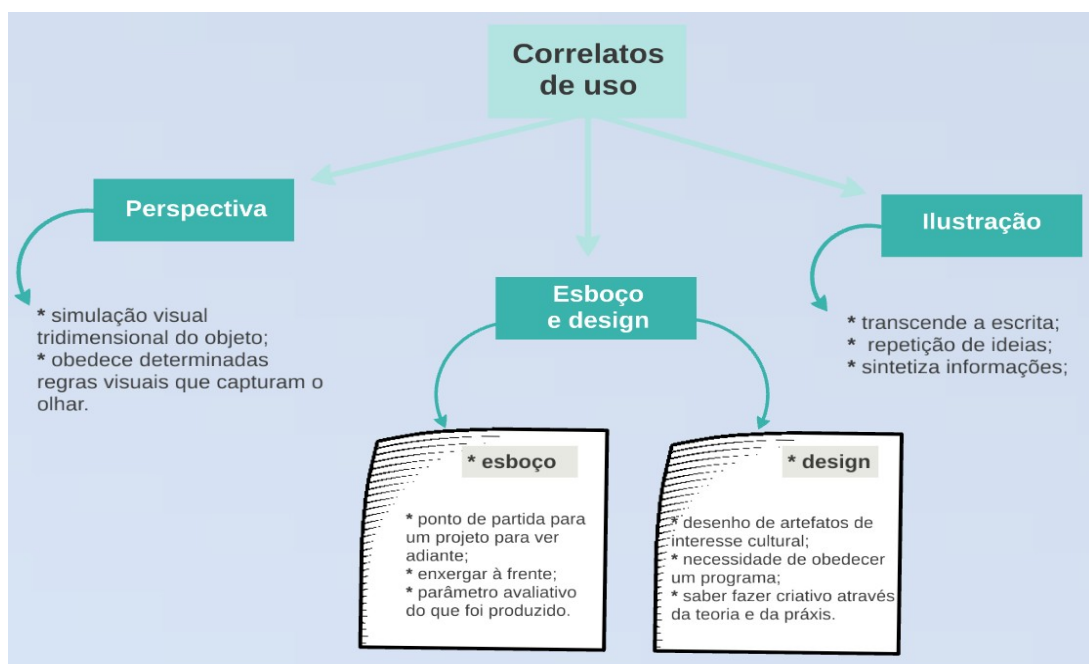 Correlatos
de uso
Perspectiva
* simulação visual
tridimensional do objeto;
* obedece determinadas
regras visuais que capturam o
olhar.
Esboço
e design
* esboço
* ponto de partida para
um projeto para ver
adiante;
* enxergar à frente;
* parâmetro avaliativo
do que foi produzido.
* design
* desenho de artefatos de
interesse cultural;
* necessidade de obedecer
um programa;
* saber fazer criativo através
da teoria e da práxis.
Ilustração
* transcende a escrita;
* repetição de ideias;
* sintetiza informações;